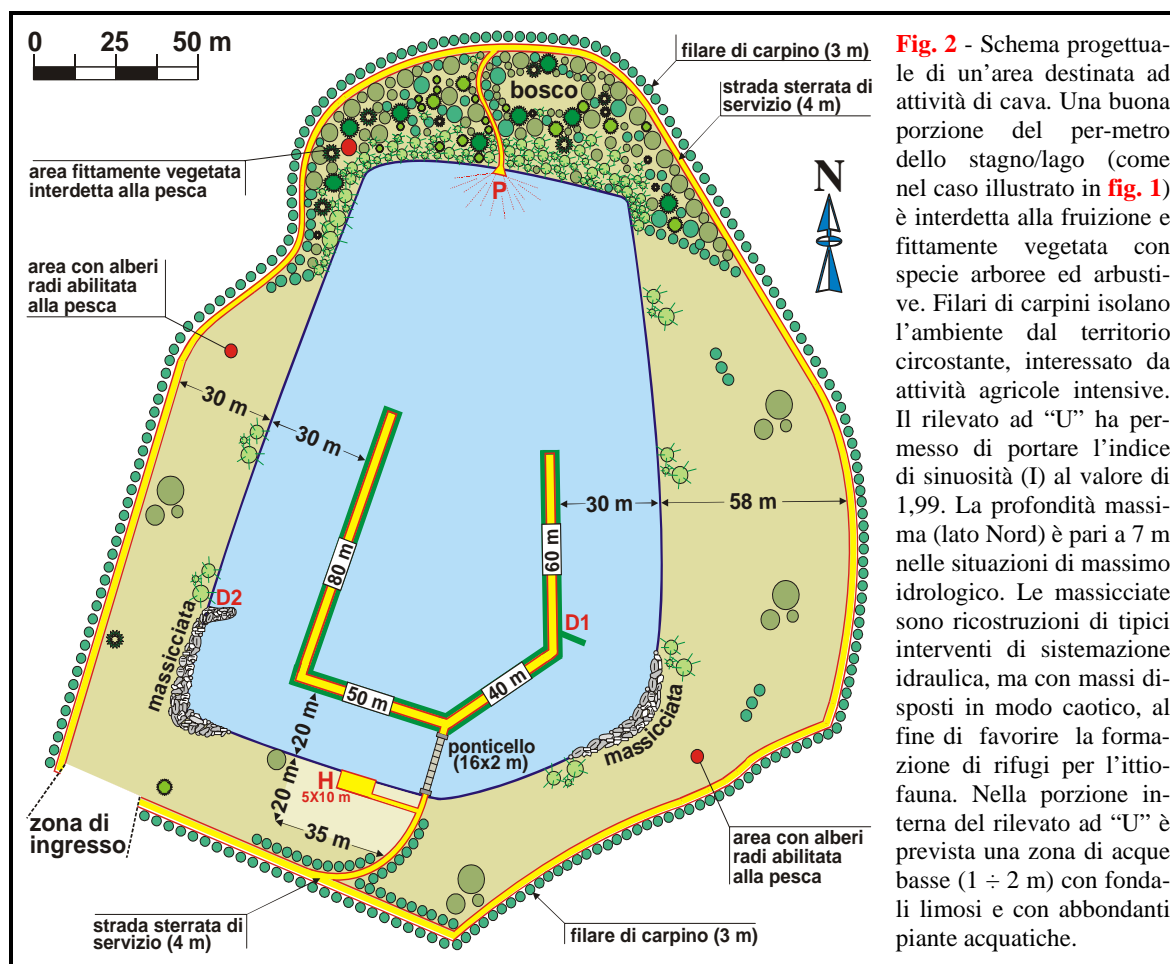 0 25 50 m
filare di carpino (3 m)
bosco
strada sterrata di
servizio (4 m)
area fittamente vegetata
interdetta alla pesca
P
N
area con alberi
radi abilitata
alla pesca
30 m
30 m
30 m
58 m
80 m
60 m
D2
D1
massicciata
50 m
40 m
20 m
ponticello
(16x2 m)
massicciata
H
5X10 m
20 m
35 m
zona di
ingresso
area con alberi
radi abilitata
alla pesca
strada sterrata di
servizio (4 m)
filare di carpino (3 m)
Fig. 2 - Schema progettua-
le di un'area destinata ad
attività di cava. Una buona
porzione del per-metro
dello stagno/lago (come
nel caso illustrato in fig. 1)
è interdetta alla fruizione e
fittamente vegetata con
specie arboree ed arbusti-
ve. Filari di carpini isolano
l'ambiente dal territorio
circostante, interessato da
attività agricole intensive.
Il rilevato ad "U" ha per-
messo di portare l'indice
di sinuosità (I) al valore di
1,99. La profondità massi-
ma (lato Nord) è pari a 7 m
nelle situazioni di massimo
idrologico. Le massicciate
sono ricostruzioni di tipici
interventi di sistemazione
idraulica, ma con massi di-
sposti in modo caotico, al
fine di favorire la forma-
zione di rifugi per l'ittio-
fauna. Nella porzione in-
terna del rilevato ad "U" è
prevista una zona di acque
basse (1 ÷ 2 m) con fonda-
li limosi e con abbondanti
piante acquatiche.